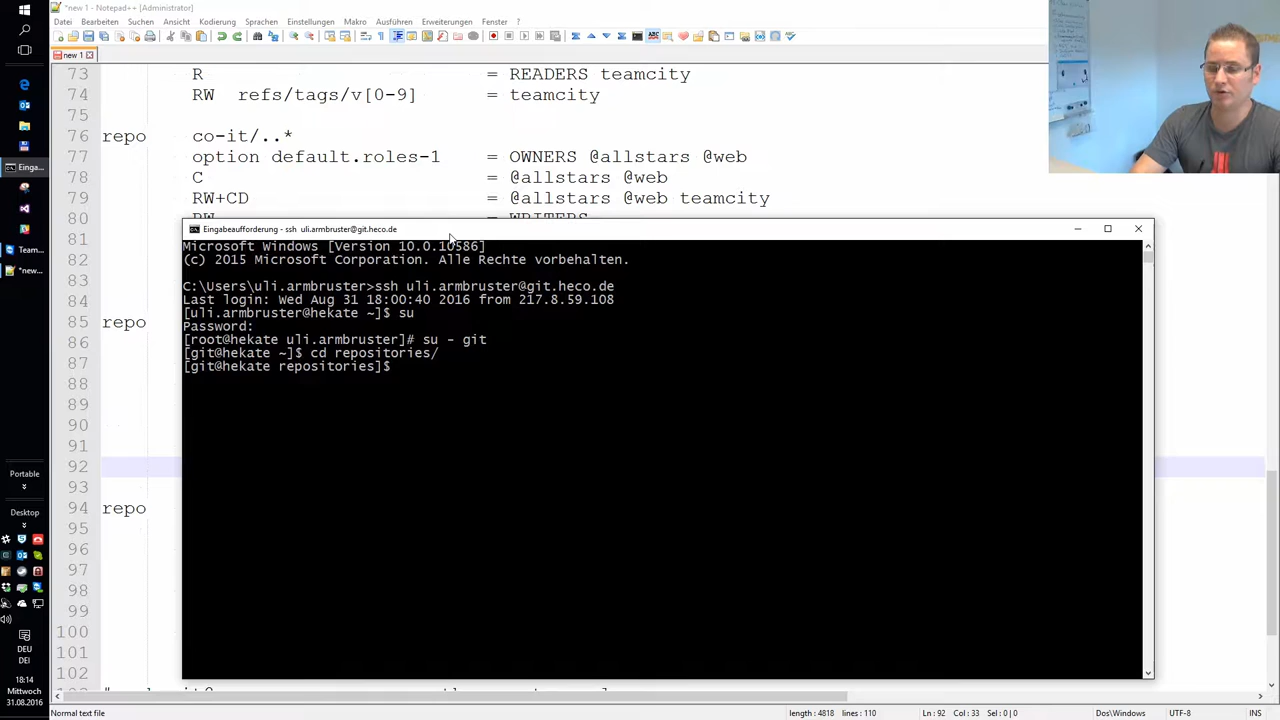 *new 1 - Notepad++ [Administrator]
Datei Bearbeiten Suchen Ansicht Kodierung Sprachen Einstellungen Makro Ausführen Erweiterungen Fenster ?
new 1
73 R = READERS teamcity
74 RW refs/tags/v[0-9] = teamcity
75
76 repo co-it/..*
77 option default.roles-1 = OWNERS @allstars @web
78 C = @allstars @web
79 RW+CD = @allstars @web teamcity
80 RW = WRITERS
81
82
83
84
85 repo
86
87
88
89
90
91
92
93
94 repo
95
96
97
98
99
100
101
102
Eingabeaufforderung - ssh uli.armbruster@git.heco.de
Microsoft Windows [Version 10.0.10586]
(c) 2015 Microsoft Corporation. Alle Rechte vorbehalten.
C:\Users\uli.armbruster>ssh uli.armbruster@git.heco.de
Last login: Wed Aug 31 18:00:40 2016 from 217.8.59.108
[uli.armbruster@hekate ~]$ su
Password:
[root@hekate uli.armbruster]# su - git
[git@hekate ~]$ cd repositories/
[git@hekate repositories]$
Einga...
Team...
*new...
Portable
Desktop
DEU
DEI
18:14
Mittwoch
31.08.2016
Normal text file length : 4818 lines : 110 Ln : 92 Col : 33 Sel : 0 | 0 Dos\Windows UTF-8 INS